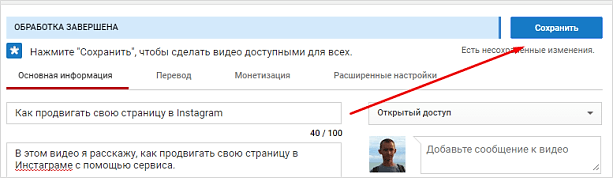 ОБРАБОТКА ЗАВЕРШЕНА
Сохранить
Нажмите "Сохранить", чтобы сделать видео доступными для всех.
Есть несохраненные изменения.
Основная информация Перевод Монетизация Расширенные настройки
Как продвигать свою страницу в Instagram
Открытый доступ
40 / 100
В этом видео я расскажу, как продвигать свою страницу в
Инстаграме с помощью сервиса.
Добавьте сообщение к видео